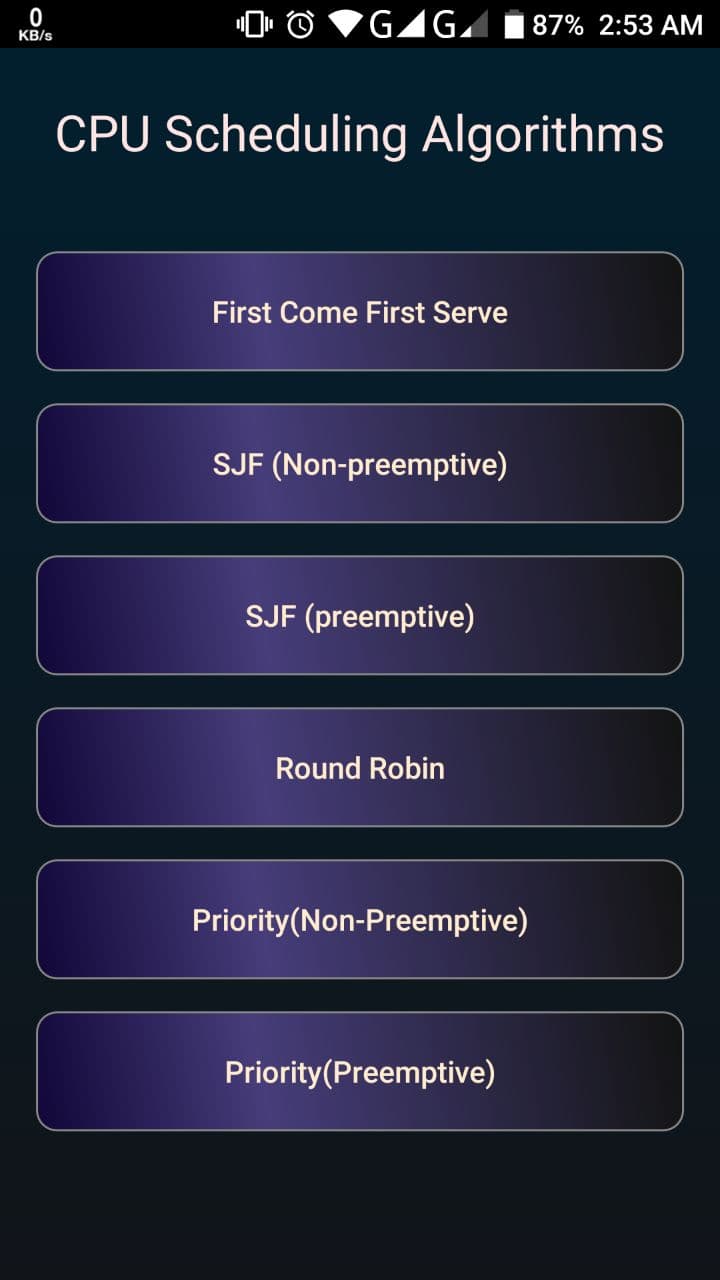 0
KB/s
G G 87% 2:53 AM
CPU Scheduling Algorithms
First Come First Serve
SJF (Non-preemptive)
SJF (preemptive)
Round Robin
Priority(Non-Preemptive)
Priority(Preemptive)